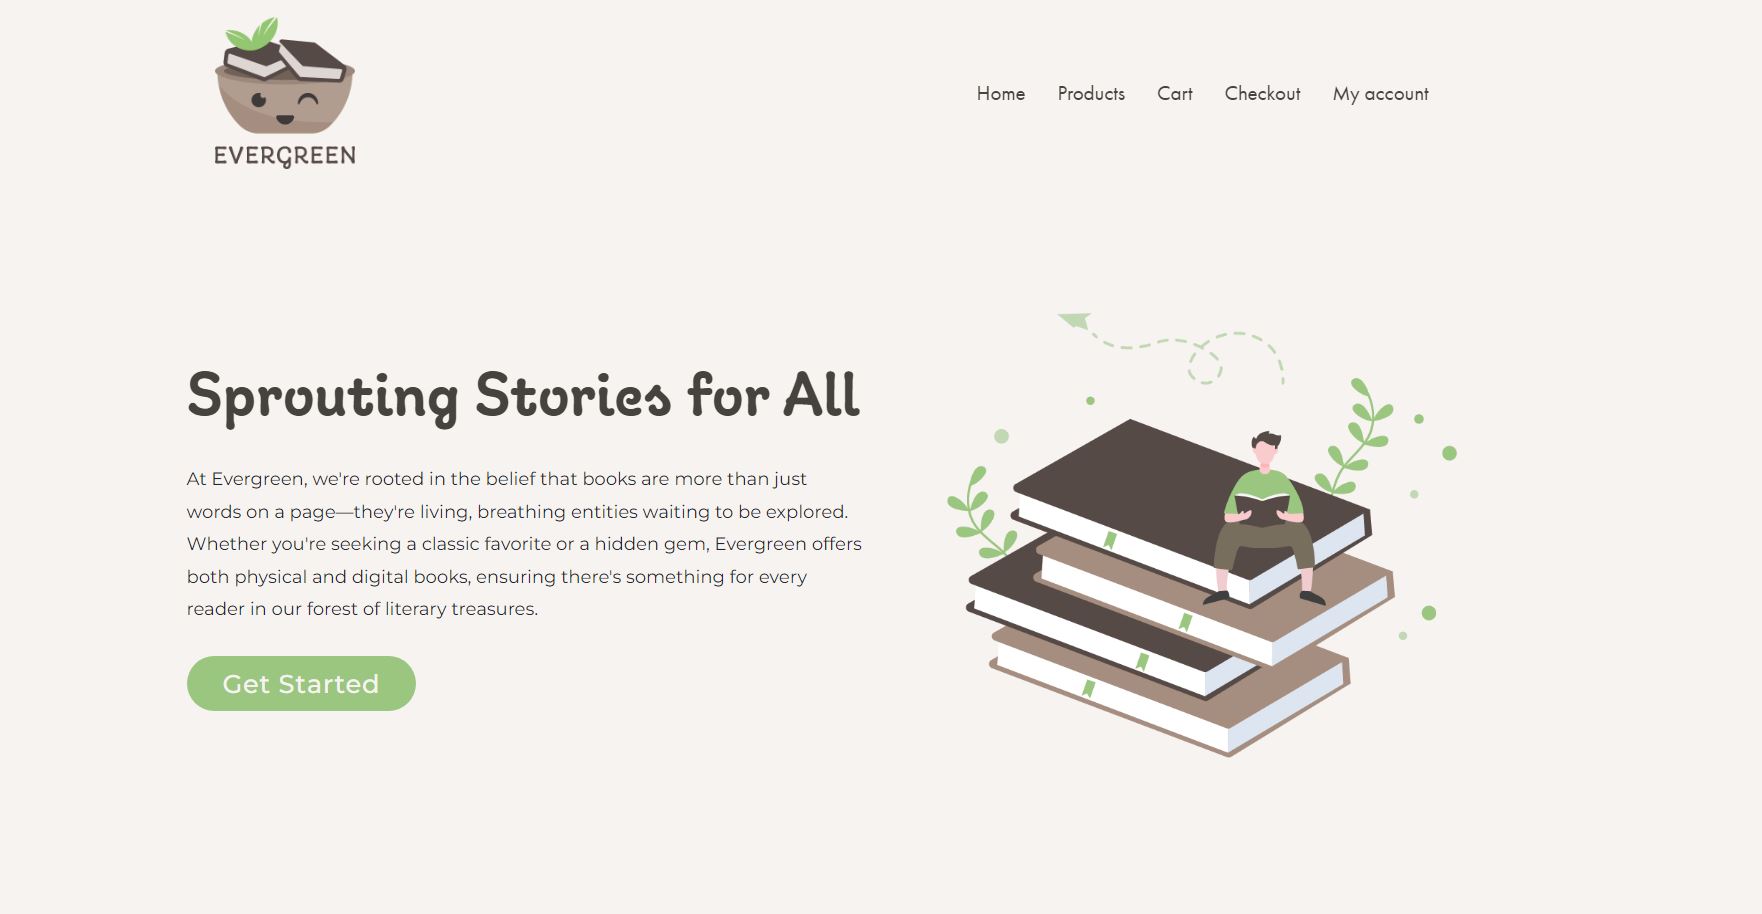 EVERGREEN
Home Products Cart Checkout My account
Sprouting Stories for All
At Evergreen, we're rooted in the belief that books are more than just
words on a page—they're living, breathing entities waiting to be explored.
Whether you're seeking a classic favorite or a hidden gem, Evergreen offers
both physical and digital books, ensuring there's something for every
reader in our forest of literary treasures.
Get Started